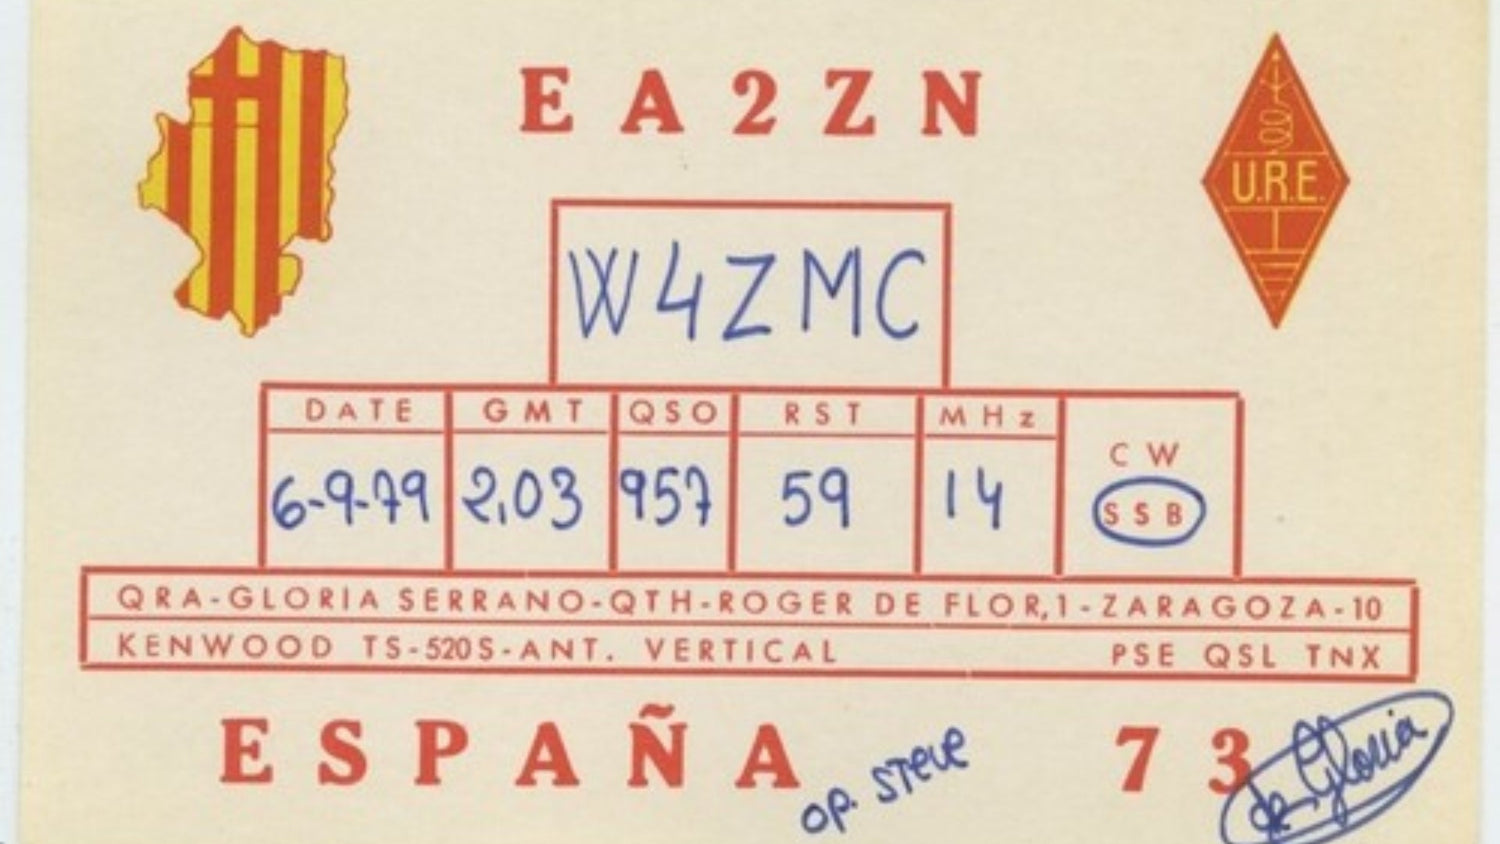 EA2ZN
U.R.E.
W4ZMC
DATE GMT QSO RST MHz
CW
6-9-79 2,03 957 59 14 SSB
QRA-GLORIA SERRANO-QTH-ROGER DE FLOR,1-ZARAGOZA-10
KENWOOD TS-520S-ANT. VERTICAL PSE QSL TNX
ESPAÑA 73
op. STEVE
de Gloria